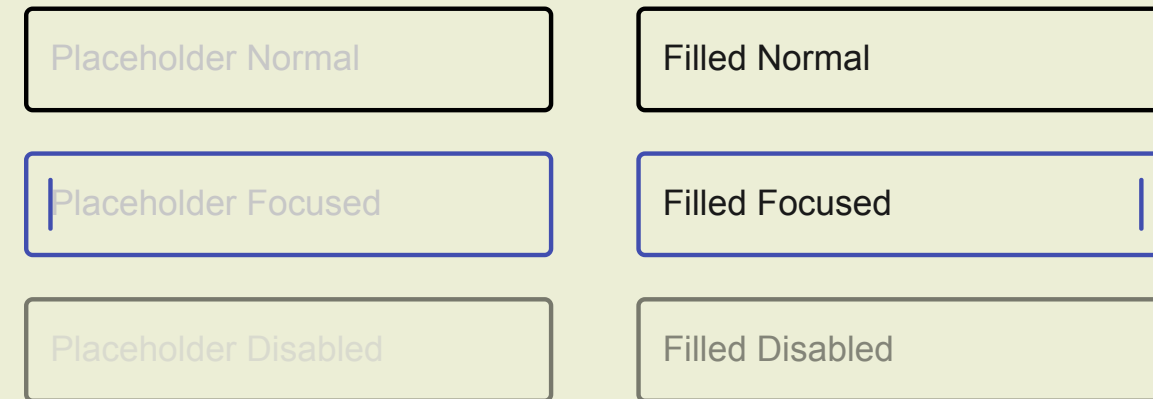 Placeholder Normal
Filled Normal
Placeholder Focused
Filled Focused
Placeholder Disabled
Filled Disabled